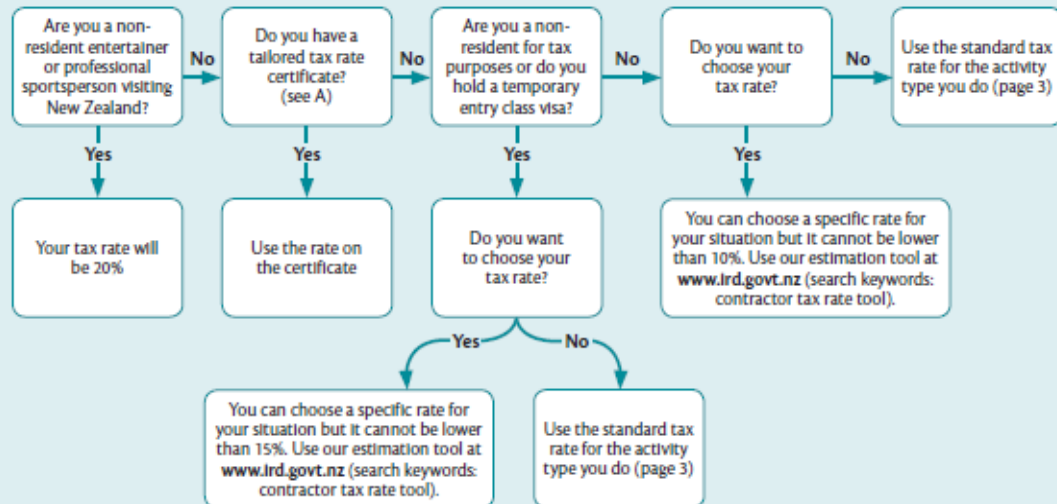 Are you a non-
resident entertainer
or professional
sportsperson visiting
New Zealand?
No
Do you have a
tailored tax rate
certificate?
(see A)
No
Are you a non-
resident for tax
purposes or do you
hold a temporary
entry class visa?
No
Do you want to
choose your
tax rate?
No
Use the standard tax
rate for the activity
type you do (page 3)
Yes
Yes
Yes
Yes
Your tax rate will
be 20%
Use the rate on
the certificate
Do you want
to choose your
tax rate?
You can choose a specific rate for
your situation but it cannot be lower
than 10%. Use our estimation tool at
www.ird.govt.nz (search keywords:
contractor tax rate tool).
Yes
No
You can choose a specific rate for
your situation but it cannot be lower
than 15%. Use our estimation tool at
www.ird.govt.nz (search keywords:
contractor tax rate tool).
Use the standard tax
rate for the activity
type you do (page 3)